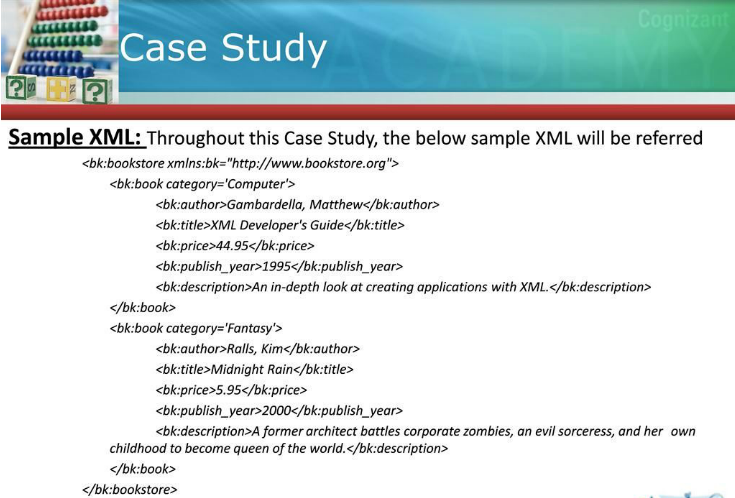 Cognizant
ACADEMY
Case Study
Sample XML: Throughout this Case Study, the below sample XML will be referred
<bk:bookstore xmlns:bk="http://www.bookstore.org">
<bk:book category='Computer'>
<bk:author>Gambardella, Matthew</bk:author>
<bk:title>XML Developer's Guide</bk:title>
<bk:price>44.95</bk:price>
<bk:publish_year>1995</bk:publish_year>
<bk:description>An in-depth look at creating applications with XML.</bk:description>
</bk:book>
<bk:book category='Fantasy'>
<bk:author>Ralls, Kim</bk:author>
<bk:title>Midnight Rain</bk:title>
<bk:price>5.95</bk:price>
<bk:publish_year>2000</bk:publish_year>
<bk:description>A former architect battles corporate zombies, an evil sorceress, and her own
childhood to become queen of the world.</bk:description>
</bk:book>
</bk:bookstore>